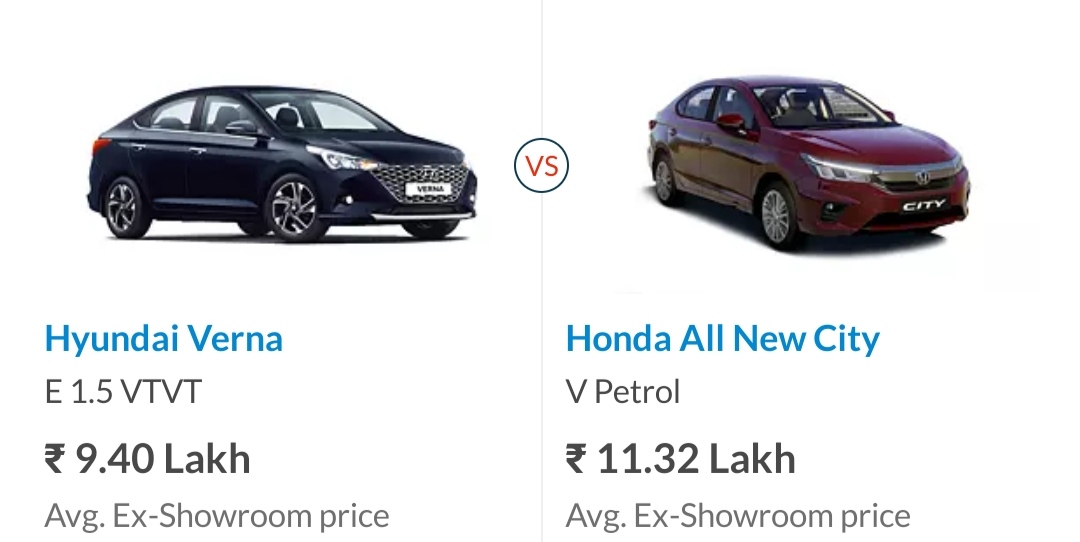 VERNA
VS
CITY
Hyundai Verna
E 1.5 VTVT
₹ 9.40 Lakh
Avg. Ex-Showroom price
Honda All New City
V Petrol
₹ 11.32 Lakh
Avg. Ex-Showroom price